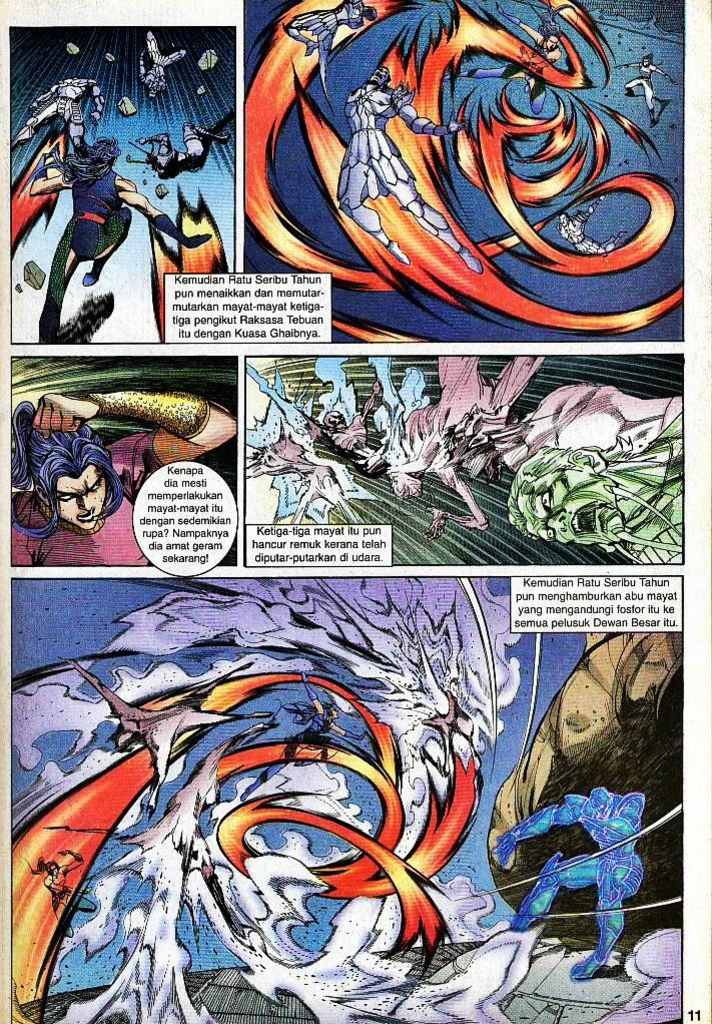 Kemudian Ratu Seribu Tahun
pun menaikkan dan memutar-
mutarkan mayat-mayat ketiga-
tiga pengikut Raksasa Tebuan
itu dengan Kuasa Ghaibnya.
Kenapa
dia mesti
memperlakukan
mayat-mayat itu
dengan sedemikian
rupa? Nampaknya
dia amat geram
sekarang!
Ketiga-tiga mayat itu pun
hancur remuk kerana telah
diputar-putarkan di udara.
Kemudian Ratu Seribu Tahun
pun menghamburkan abu mayat
yang mengandungi fosfor itu ke
semua pelusuk Dewan Besar itu.
11